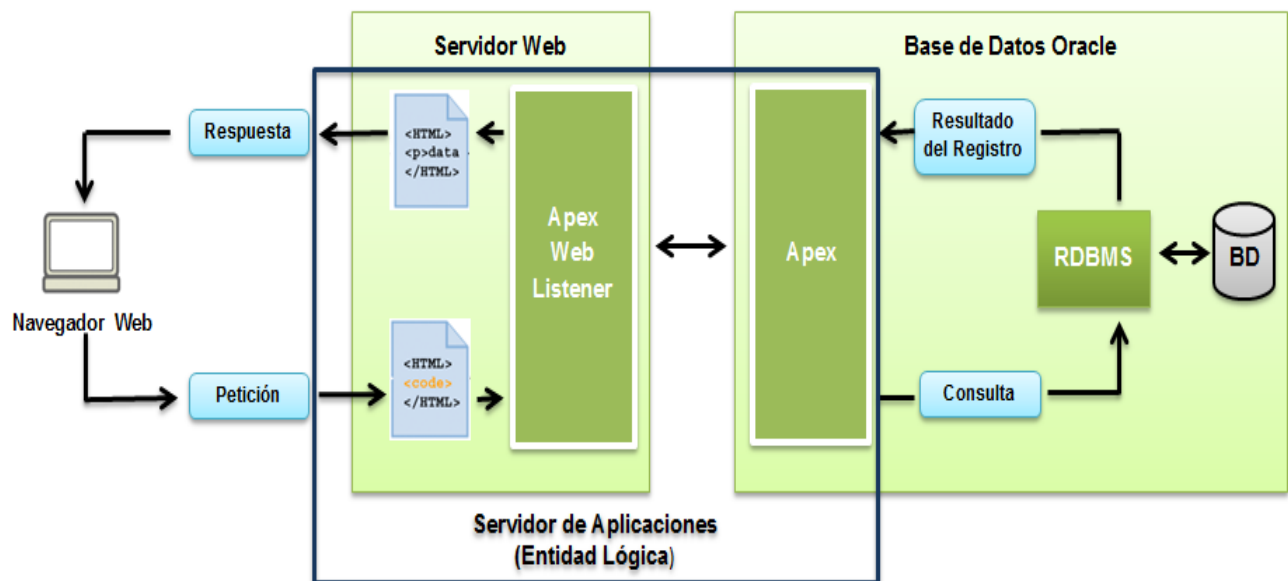 Servidor Web
Base de Datos Oracle
Respuesta
<HTML>
<p>data
</HTML>
Apex
Web
Listener
Apex
Resultado
del Registro
RDBMS
BD
Navegador Web
Petición
<HTML>
<code>
</HTML>
Consulta
Servidor de Aplicaciones
(Entidad Lógica)